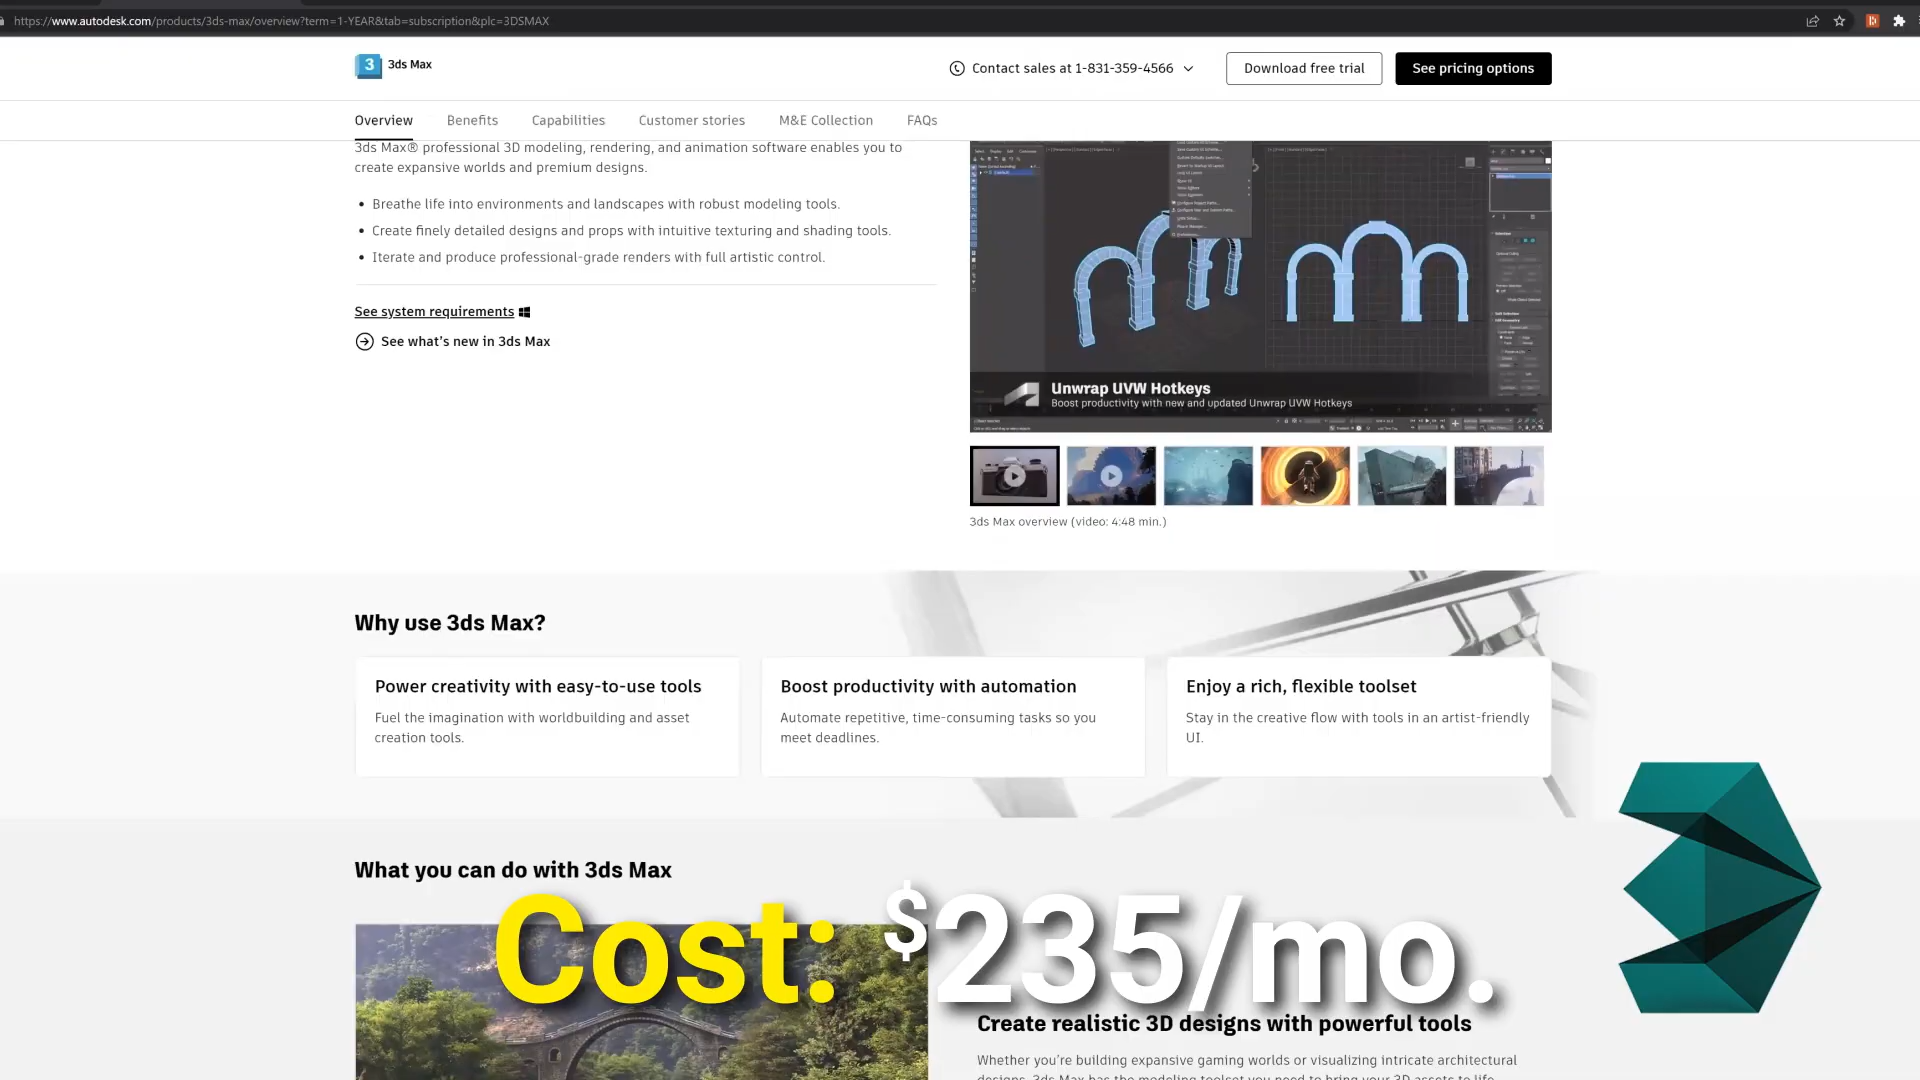 https://www.autodesk.com/products/3ds-max/overview?term=1-YEAR&tab=subscription&plc=3DSMAX
3 3ds Max
Contact sales at 1-831-359-4566
Download free trial
See pricing options
Overview
Benefits
Capabilities
Customer stories
M&E Collection
FAQs
3ds Max® professional 3D modeling, rendering, and animation software enables you to
create expansive worlds and premium designs.
• Breathe life into environments and landscapes with robust modeling tools.
• Create finely detailed designs and props with intuitive texturing and shading tools.
• Iterate and produce professional-grade renders with full artistic control.
See system requirements
See what's new in 3ds Max
Unwrap UVW Hotkeys
Boost productivity with new and updated Unwrap UVW Hotkeys
3ds Max overview (video: 4:48 min.)
Why use 3ds Max?
Power creativity with easy-to-use tools
Fuel the imagination with worldbuilding and asset
creation tools.
Boost productivity with automation
Automate repetitive, time-consuming tasks so you
meet deadlines.
Enjoy a rich, flexible toolset
Stay in the creative flow with tools in an artist-friendly
UI.
What you can do with 3ds Max
Cost: $235/mo.
Create realistic 3D designs with powerful tools
Whether you're building expansive gaming worlds or visualizing intricate architectural
designs, 3ds Max has the modeling toolset you need to bring your 3D assets to life.